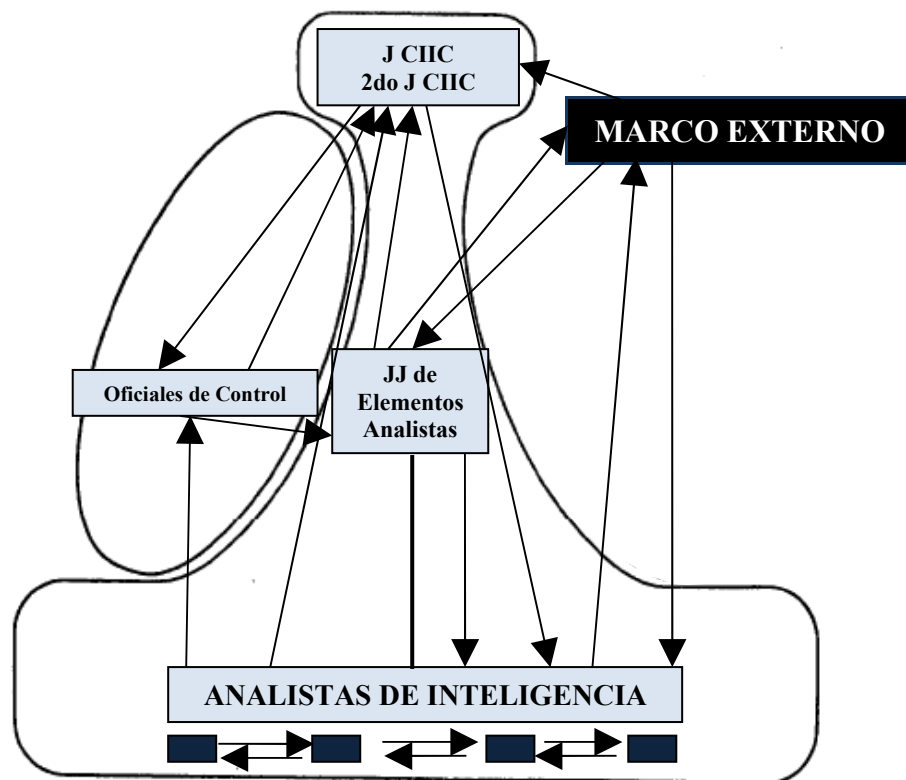 J CIIC
2do J CIIC
MARCO EXTERNO
Oficiales de Control
JJ de
Elementos
Analistas
ANALISTAS DE INTELIGENCIA